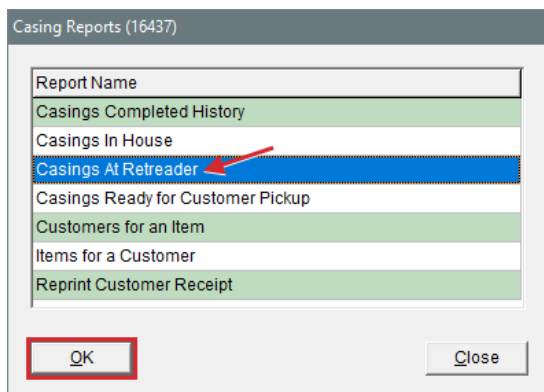 Casing Reports (16437)
Report Name
Casings Completed History
Casings In House
Casings At Retreader
Casings Ready for Customer Pickup
Customers for an Item
Items for a Customer
Reprint Customer Receipt
OK Close